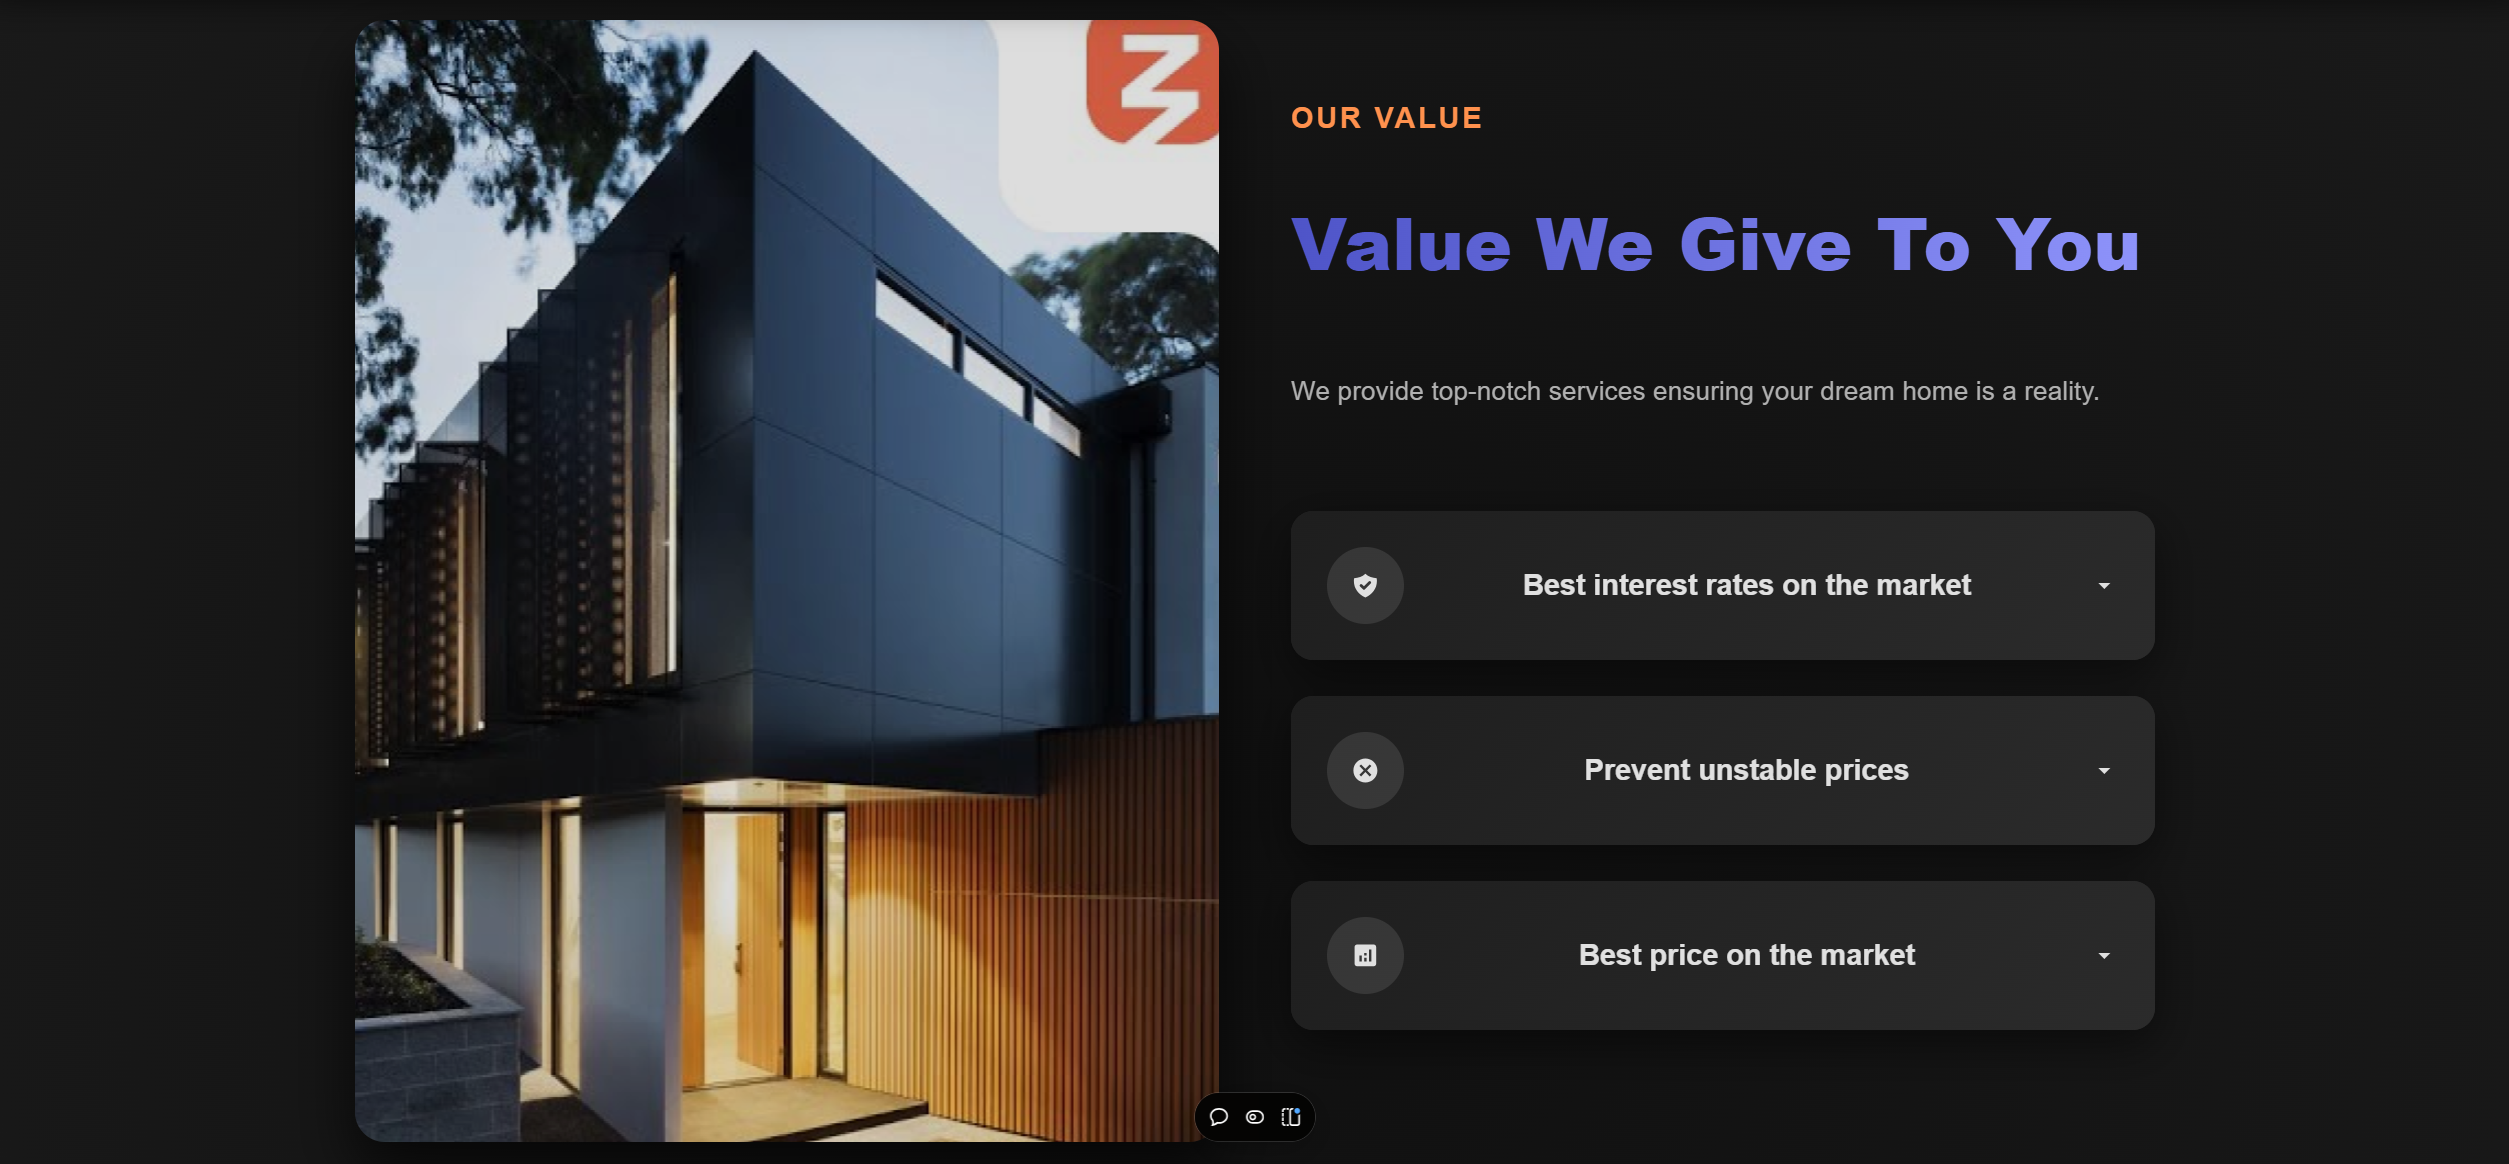 OUR VALUE
Value We Give To You
We provide top-notch services ensuring your dream home is a reality.
Best interest rates on the market
Prevent unstable prices
Best price on the market